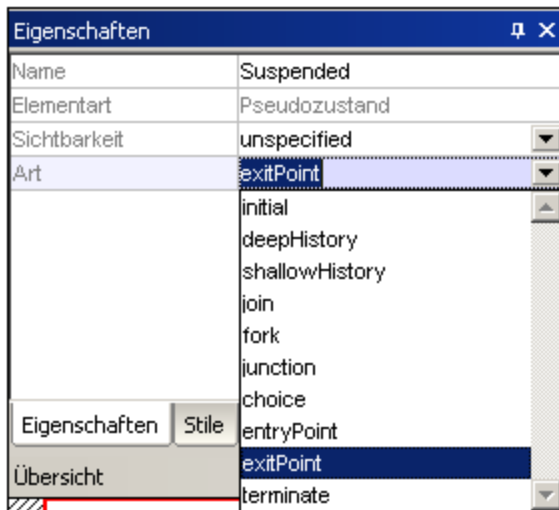 Eigenschaften
Name Suspended
Elementart Pseudozustand
Sichtbarkeit unspecified
Art exitPoint
initial
deepHistory
shallowHistory
join
fork
junction
choice
Eigenschaften Stile entryPoint
exitPoint
Übersicht
terminate